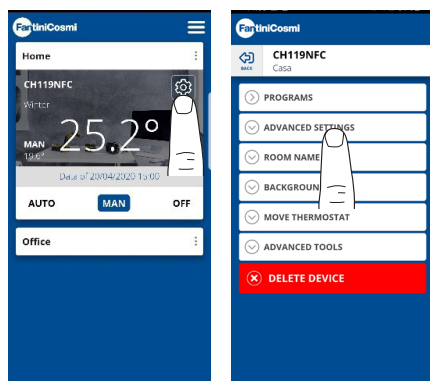 FantiniCosmi
Home
CH119NFC
Winter
25.2°
MAN
19.6°
Data of 20/04/2020 15:00
AUTO MAN OFF
Office
FantiniCosmi
CH119NFC
BACK Casa
PROGRAMS
ADVANCED SETTINGS
ROOM NAME
MOVE THERMOSTAT
ADVANCED TOOLS
DELETE DEVICE